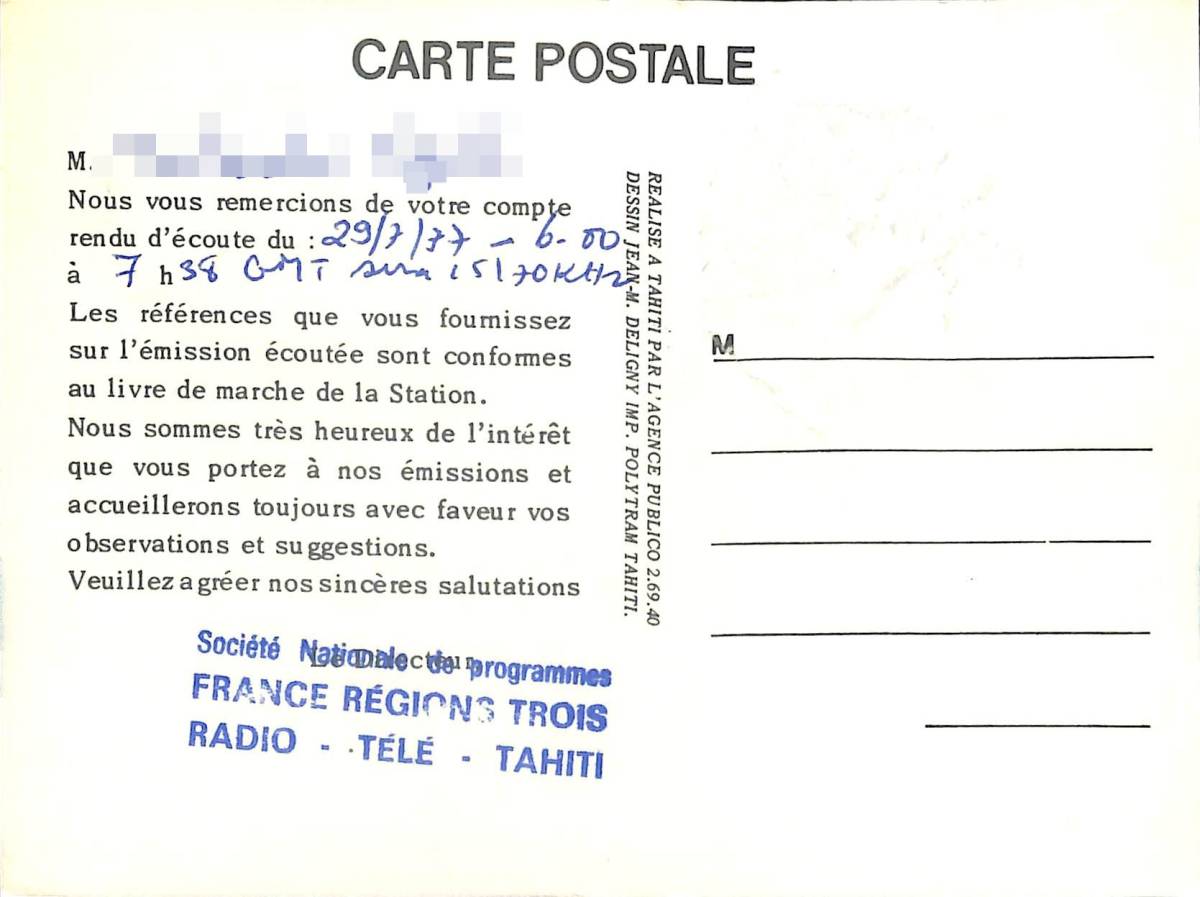 CARTE POSTALE
M.
Nous vous remercions de votre compte
rendu d'écoute du : 29/7/77 - 6.00
à 7 h38 GMT sur 15170KHz
Les références que vous fournissez
sur l'émission écoutée sont conformes
au livre de marche de la Station.
Nous sommes très heureux de l'intérêt
que vous portez à nos émissions et
accueillerons toujours avec faveur vos
observations et suggestions.
Veuillez agréer nos sincères salutations
Le Directeur
Société Nationale de programmes
FRANCE RÉGIONS TROIS
RADIO - TÉLÉ - TAHITI
REALISE A TAHITI PAR L'AGENCE PUBLICO 2.69.40
DESSIN JEAN-M. DELIGNY IMP. POLYTRAM TAHITI.
M